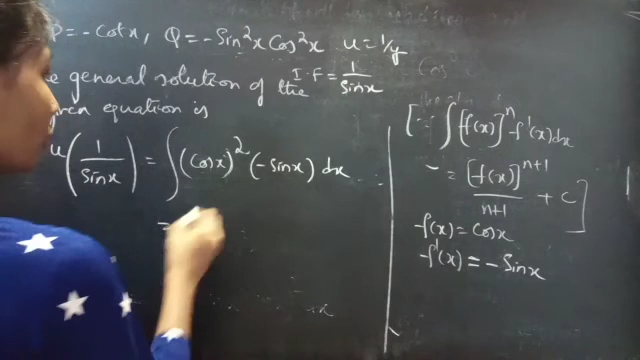 P = -Cotx, Q = -Sin²x Cos²x u = 1/y
general solution of the I.F = 1/Sinx
given equation is
u (1/Sinx) = ∫ (Cosx)² (-Sinx) dx
=
[∵ ∫ [f(x)]ⁿ f'(x) dx
= [f(x)]ⁿ⁺¹/n+1 + C]
f(x) = Cosx
f'(x) = -Sinx